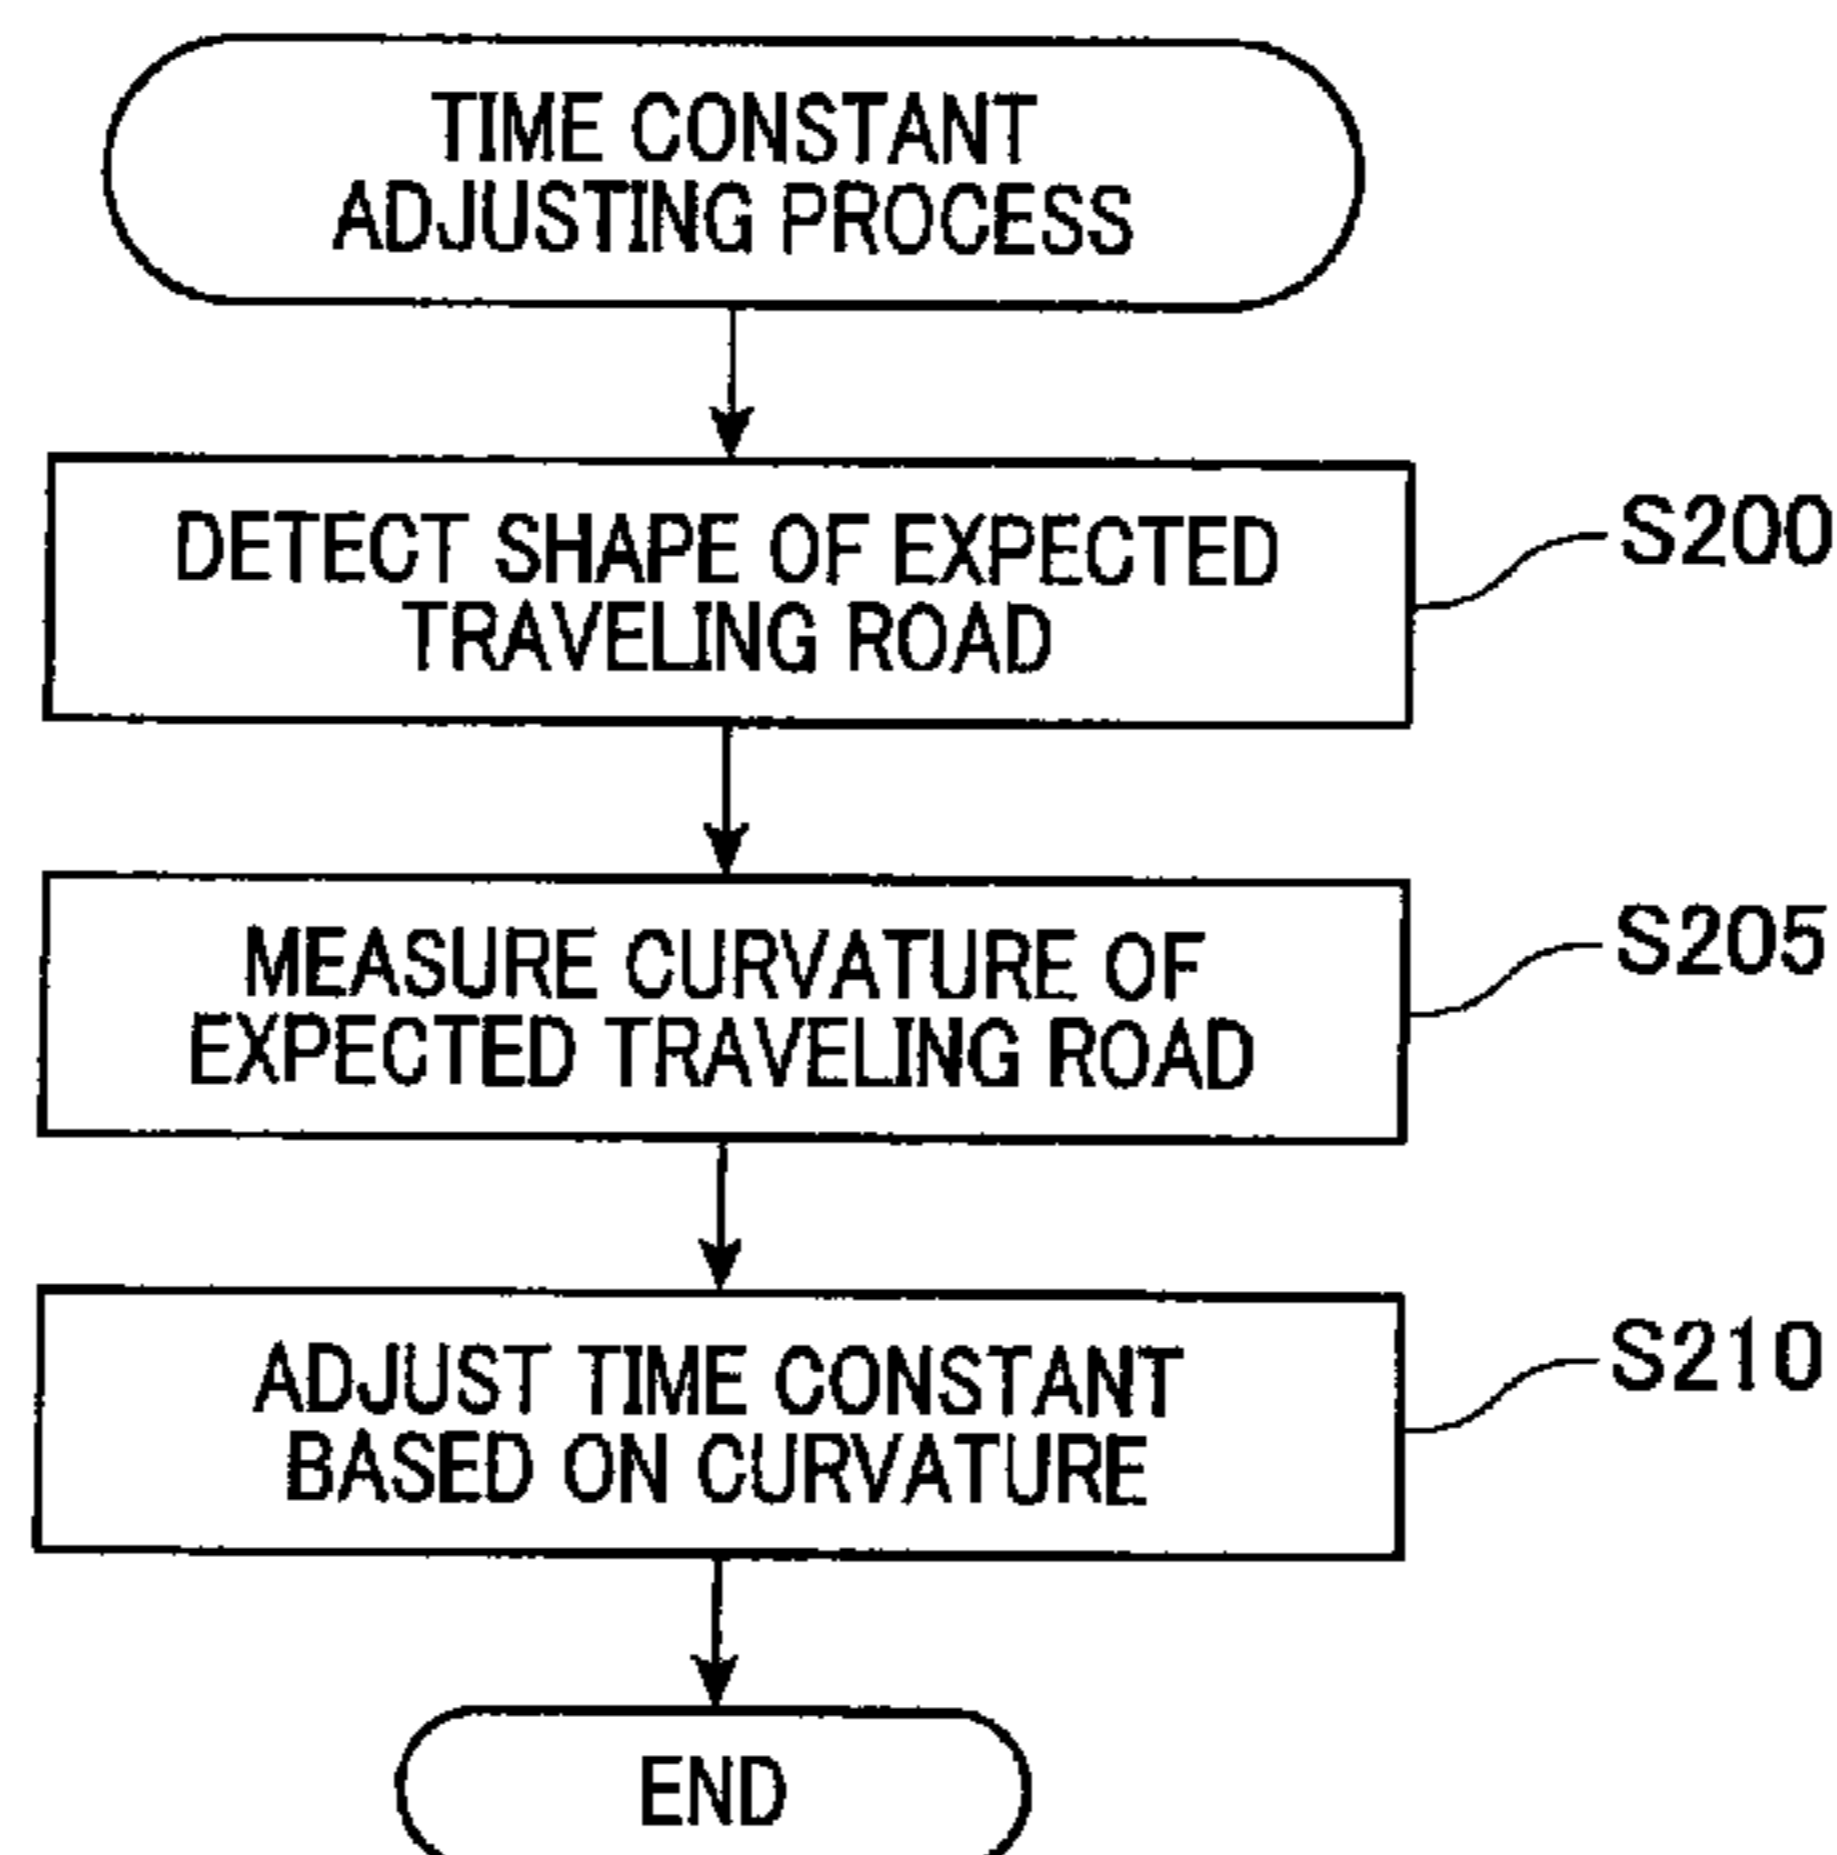 TIME CONSTANT
ADJUSTING PROCESS
DETECT SHAPE OF EXPECTED
TRAVELING ROAD
S200
MEASURE CURVATURE OF
EXPECTED TRAVELING ROAD
S205
ADJUST TIME CONSTANT
BASED ON CURVATURE
S210
END